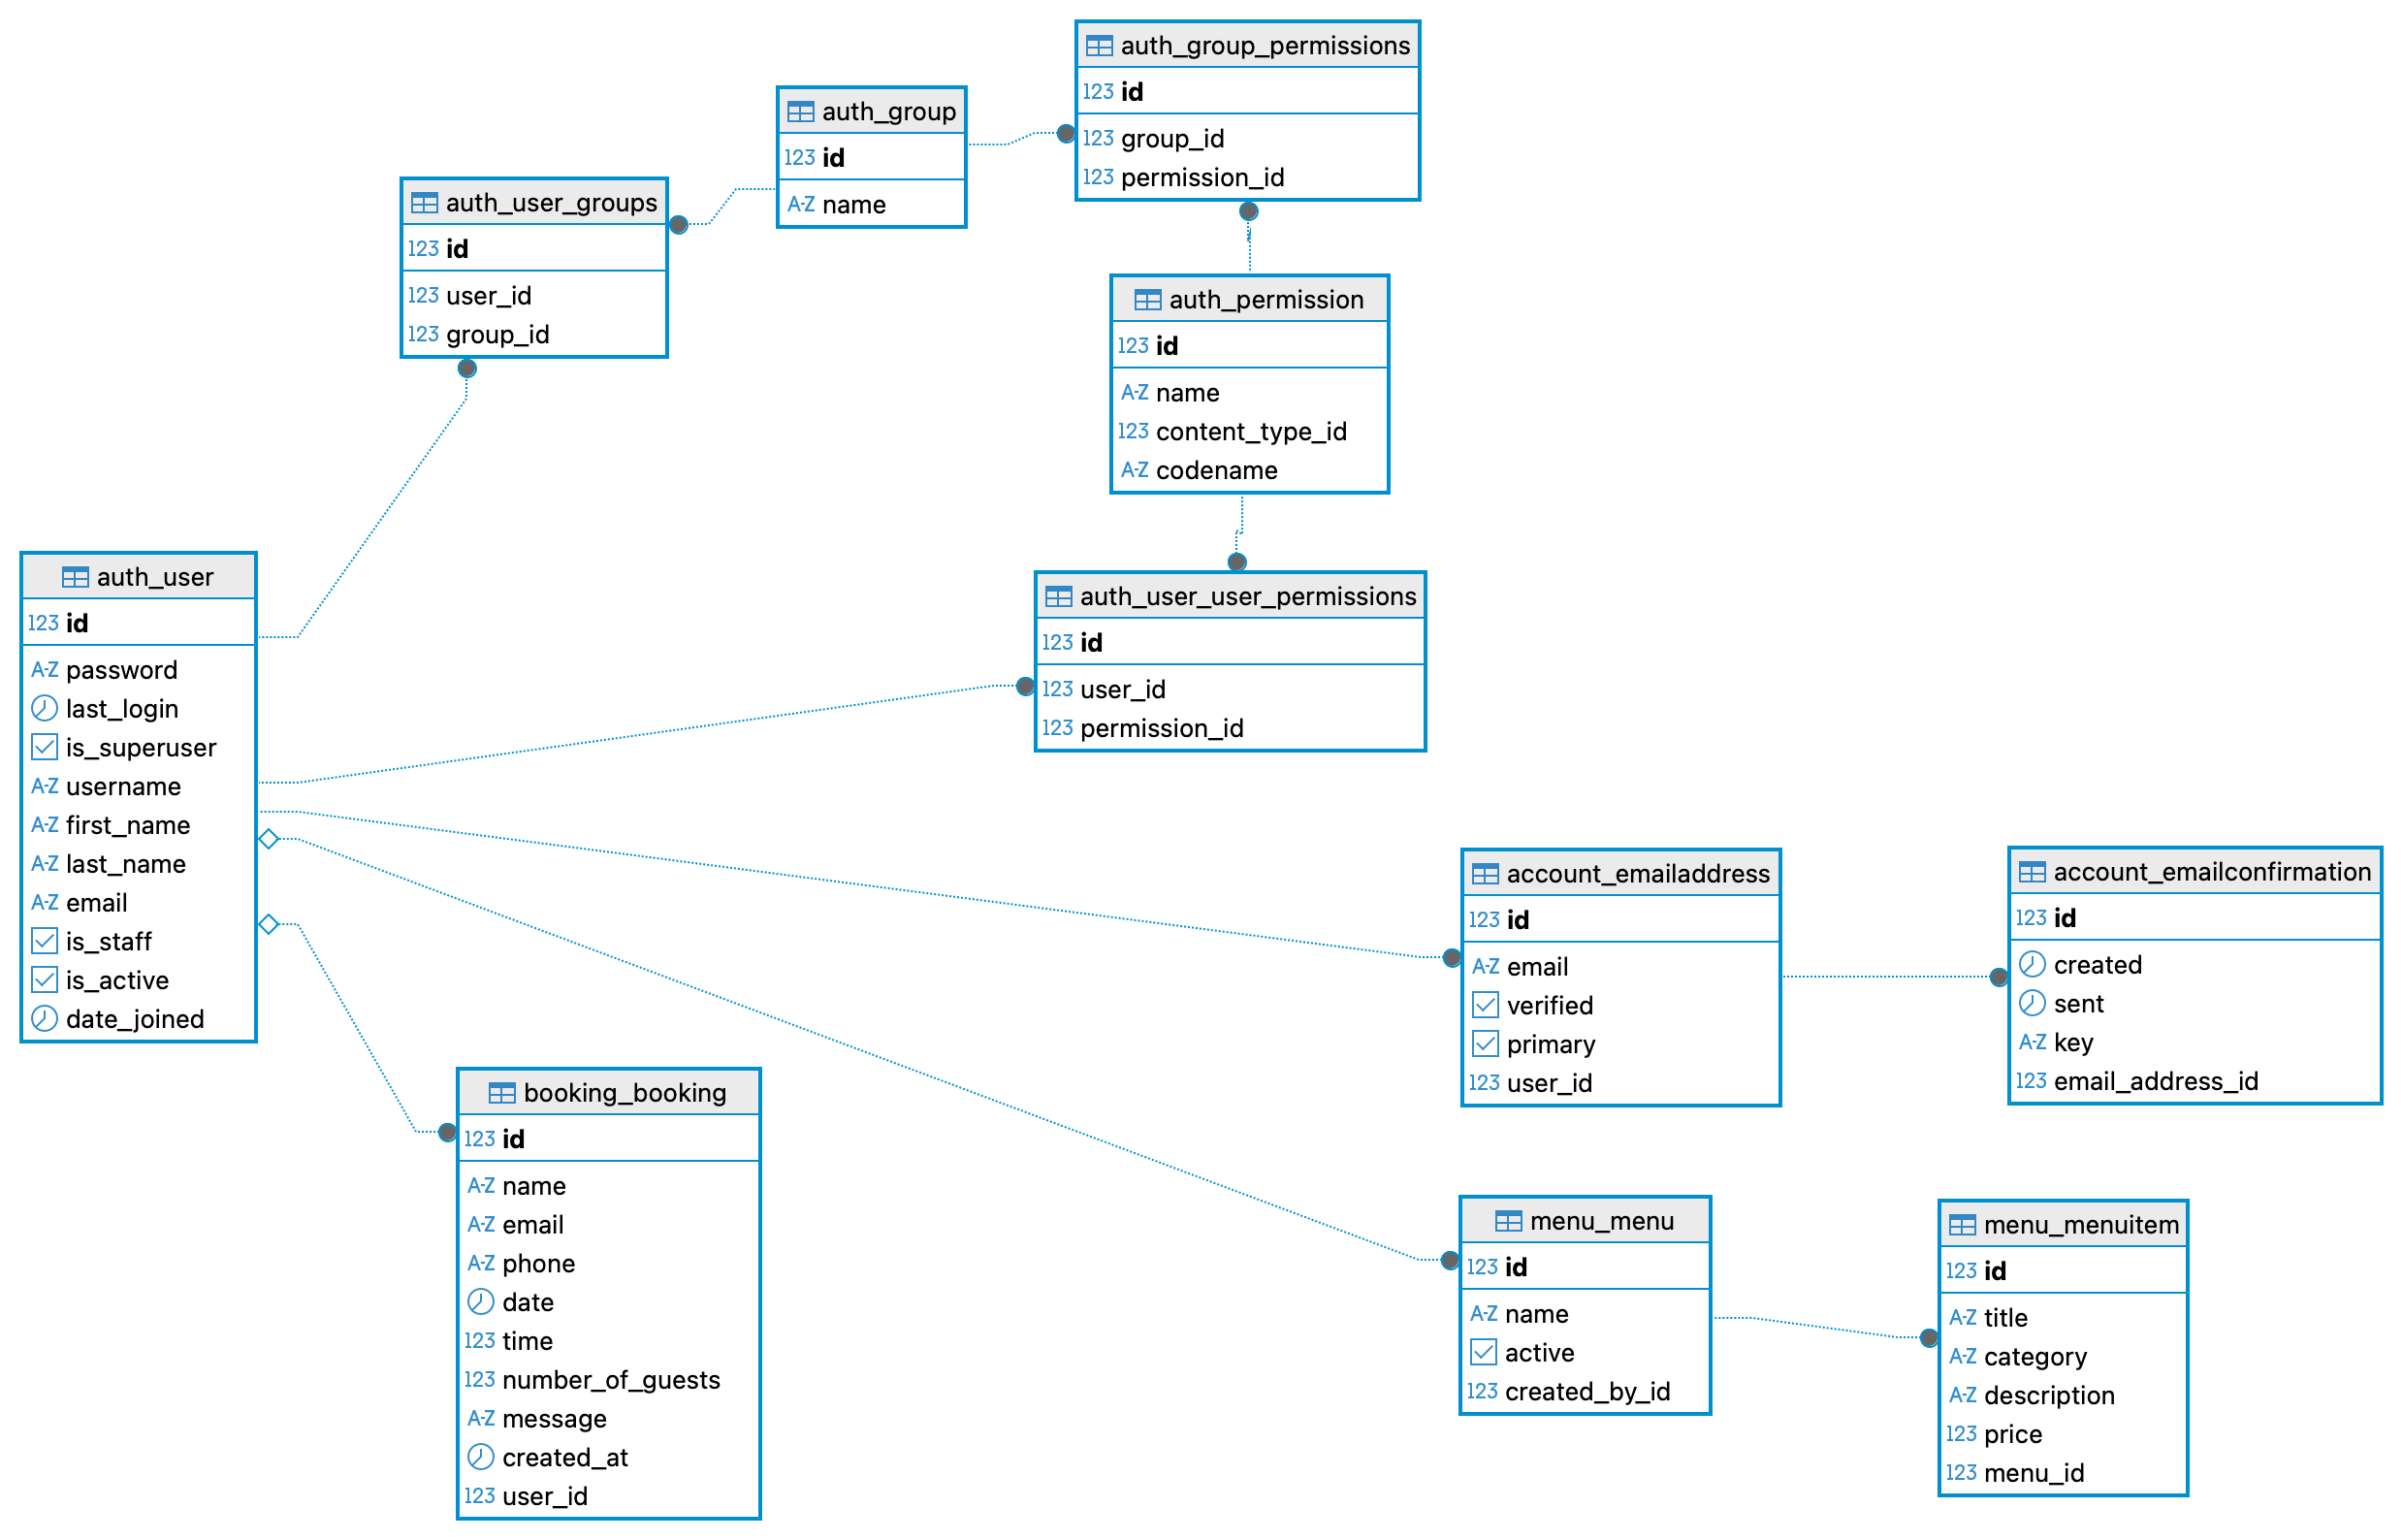 auth_group_permissions
123 id
123 group_id
123 permission_id
auth_group
123 id
A-Z name
auth_user_groups
123 id
123 user_id
123 group_id
auth_permission
123 id
A-Z name
123 content_type_id
A-Z codename
auth_user
123 id
A-Z password
last_login
is_superuser
A-Z username
A-Z first_name
A-Z last_name
A-Z email
is_staff
is_active
date_joined
auth_user_user_permissions
123 id
123 user_id
123 permission_id
account_emailaddress
123 id
A-Z email
verified
primary
123 user_id
account_emailconfirmation
123 id
created
sent
A-Z key
123 email_address_id
booking_booking
123 id
A-Z name
A-Z email
A-Z phone
date
123 time
123 number_of_guests
A-Z message
created_at
123 user_id
menu_menu
123 id
A-Z name
active
123 created_by_id
menu_menuitem
123 id
A-Z title
A-Z category
A-Z description
123 price
123 menu_id